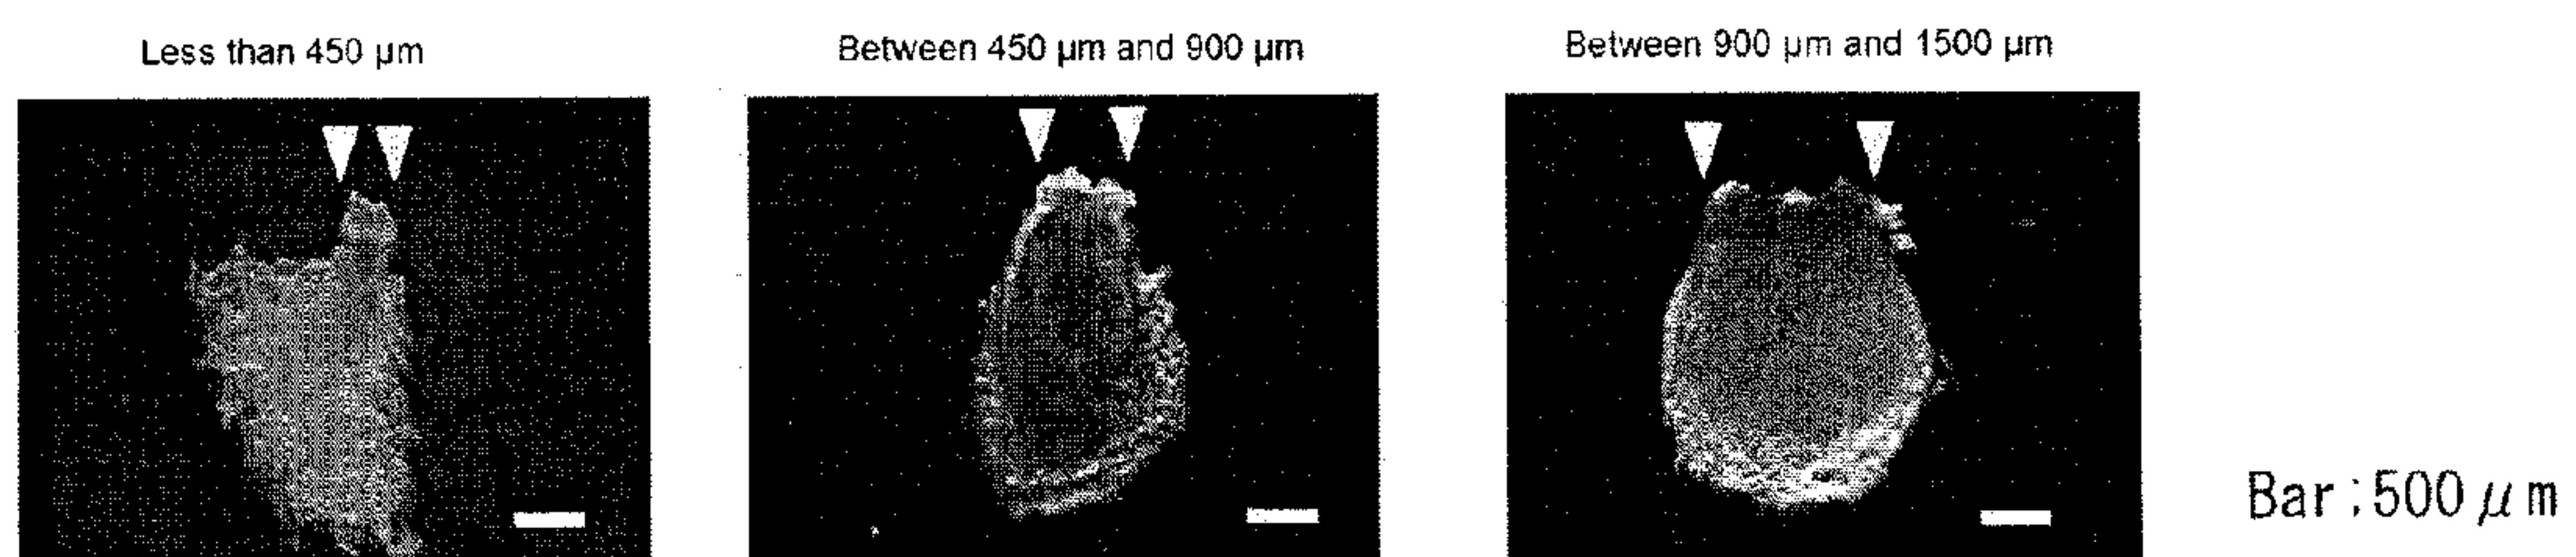 Less than 450 µm
Between 450 µm and 900 µm
Between 900 µm and 1500 µm
Bar ; 500 μm